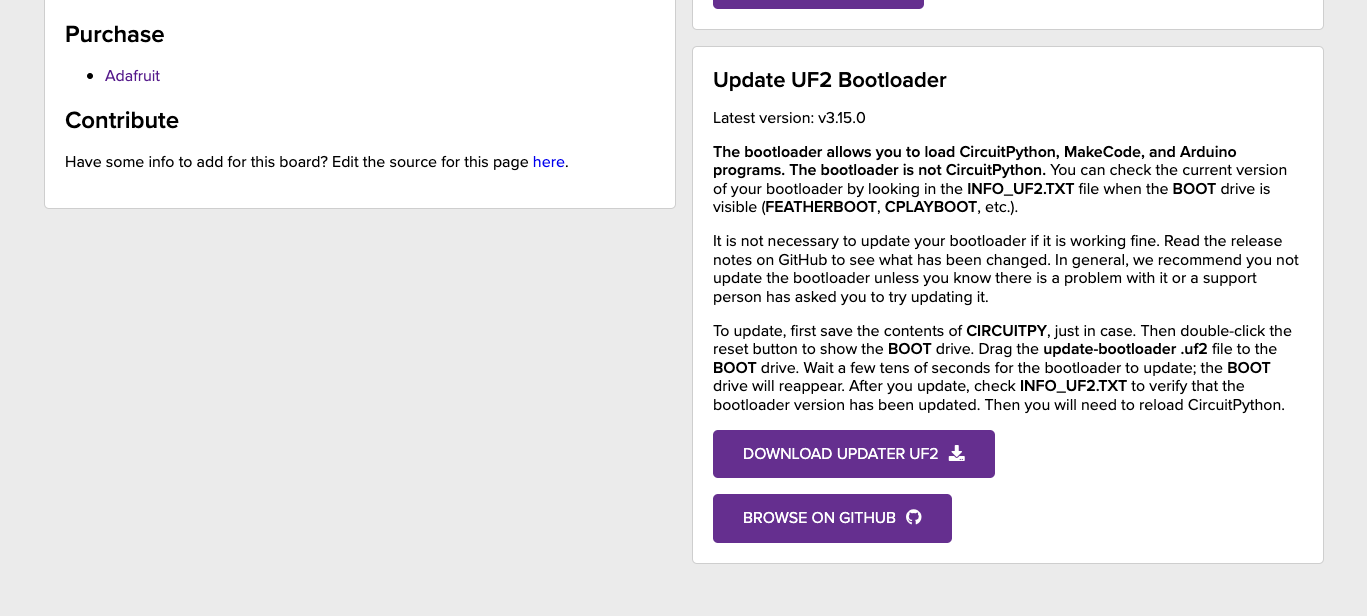 Purchase
Adafruit
Contribute
Have some info to add for this board? Edit the source for this page here.
Update UF2 Bootloader
Latest version: v3.15.0
The bootloader allows you to load CircuitPython, MakeCode, and Arduino
programs. The bootloader is not CircuitPython. You can check the current version
of your bootloader by looking in the INFO_UF2.TXT file when the BOOT drive is
visible (FEATHERBOOT, CPLAYBOOT, etc.).
It is not necessary to update your bootloader if it is working fine. Read the release
notes on GitHub to see what has been changed. In general, we recommend you not
update the bootloader unless you know there is a problem with it or a support
person has asked you to try updating it.
To update, first save the contents of CIRCUITPY, just in case. Then double-click the
reset button to show the BOOT drive. Drag the update-bootloader .uf2 file to the
BOOT drive. Wait a few tens of seconds for the bootloader to update; the BOOT
drive will reappear. After you update, check INFO_UF2.TXT to verify that the
bootloader version has been updated. Then you will need to reload CircuitPython.
DOWNLOAD UPDATER UF2
BROWSE ON GITHUB